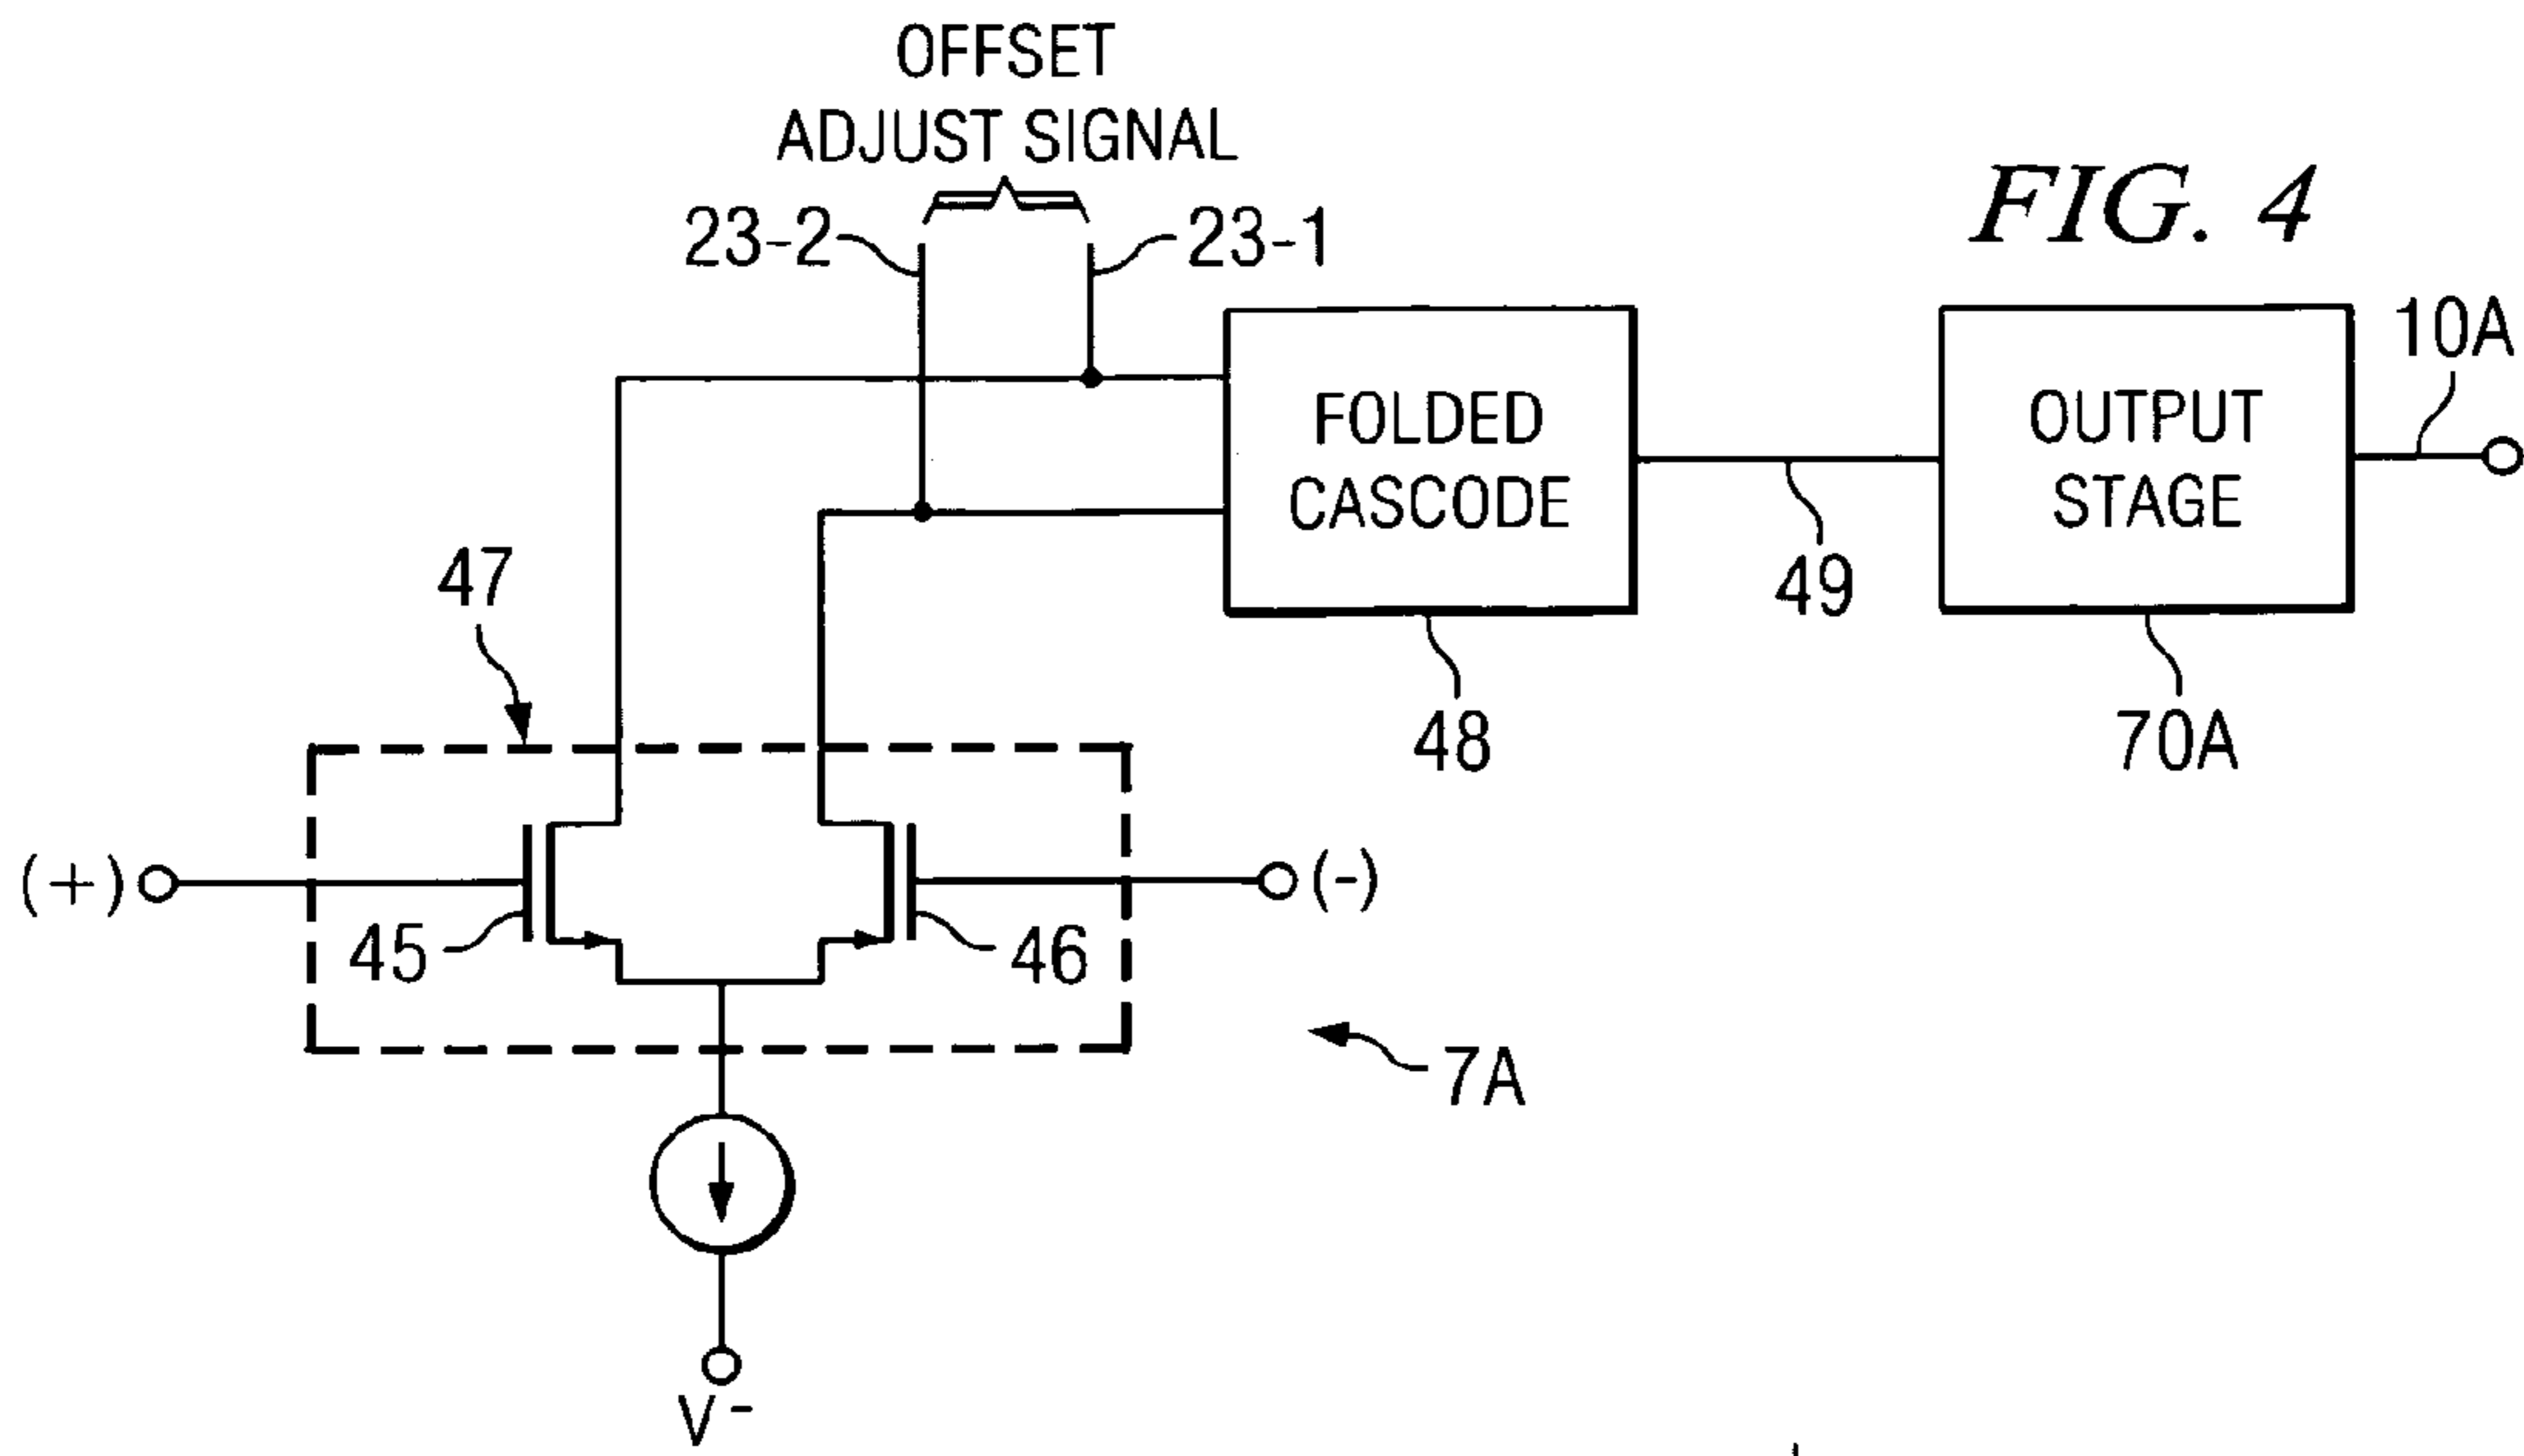 OFFSET
ADJUST SIGNAL
FIG. 4
23-2
23-1
10A
FOLDED
CASCODE
OUTPUT
STAGE
49
47
48
70A
(+)
(-)
45
46
7A
V-